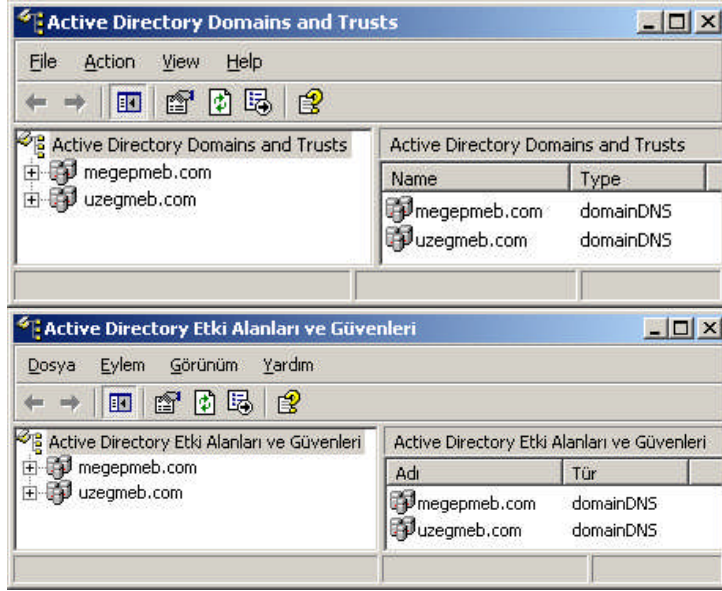 Active Directory Domains and Trusts
File Action View Help
Active Directory Domains and Trusts
megepmeb.com
uzegmeb.com
Active Directory Domains and Trusts
Name Type
megepmeb.com domainDNS
uzegmeb.com domainDNS
Active Directory Etki Alanları ve Güvenleri
Dosya Eylem Görünüm Yardım
Active Directory Etki Alanları ve Güvenleri
megepmeb.com
uzegmeb.com
Active Directory Etki Alanları ve Güvenleri
Adı Tür
megepmeb.com domainDNS
uzegmeb.com domainDNS